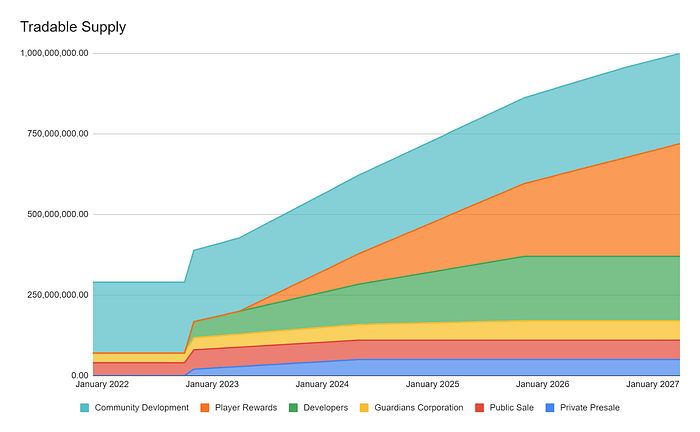 Tradable Supply
1,000,000,000.00
750,000,000.00
500,000,000.00
250,000,000.00
0.00
January 2022 January 2023 January 2024 January 2025 January 2026 January 2027
Community Devlopment Player Rewards Developers Guardians Corporation Public Sale Private Presale